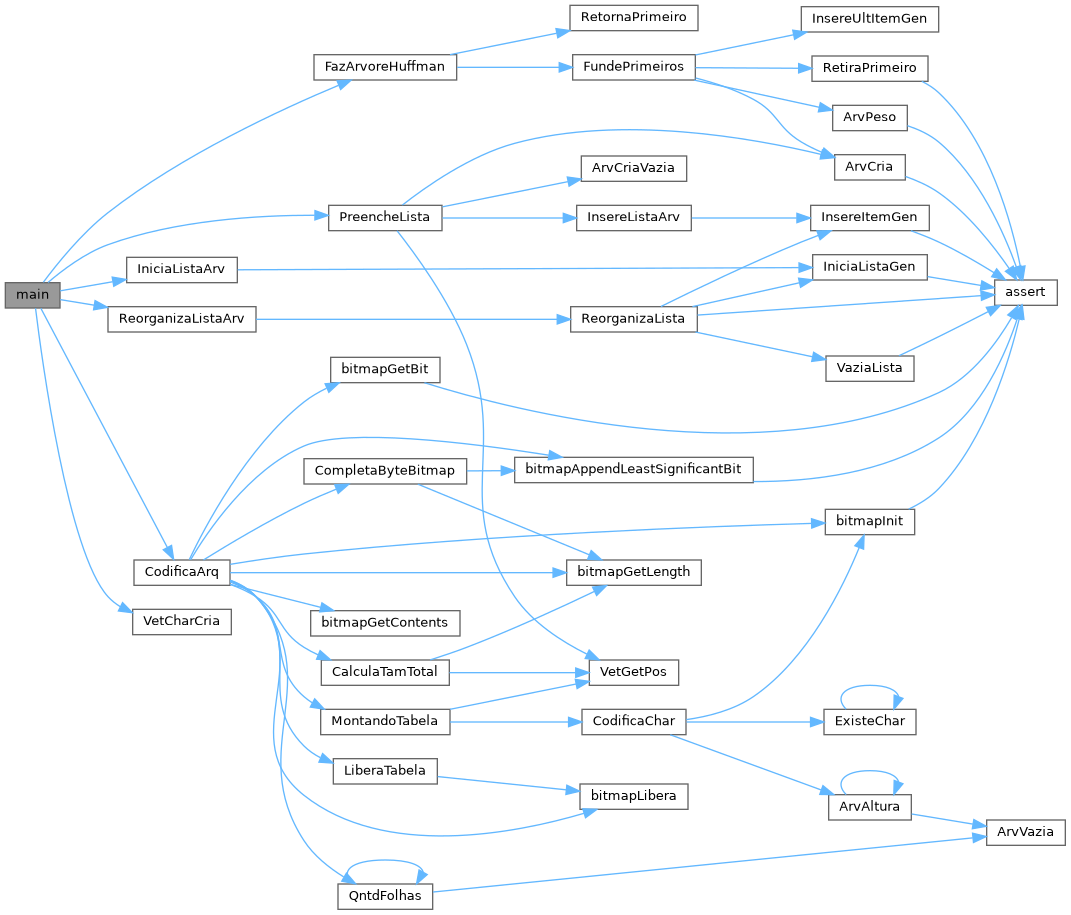 RetornaPrimeiro
InsereUltItemGen
FazArvoreHuffman
FundePrimeiros
RetiraPrimeiro
ArvPeso
ArvCriaVazia
ArvCria
PreencheLista
InsereListaArv
InsereItemGen
IniciaListaArv
IniciaListaGen
main
assert
ReorganizaListaArv
ReorganizaLista
VaziaLista
bitmapGetBit
CompletaByteBitmap
bitmapAppendLeastSignificantBit
bitmapInit
CodificaArq
bitmapGetLength
VetCharCria
bitmapGetContents
CalculaTamTotal
VetGetPos
MontandoTabela
CodificaChar
ExisteChar
LiberaTabela
bitmapLibera
ArvAltura
ArvVazia
QntdFolhas